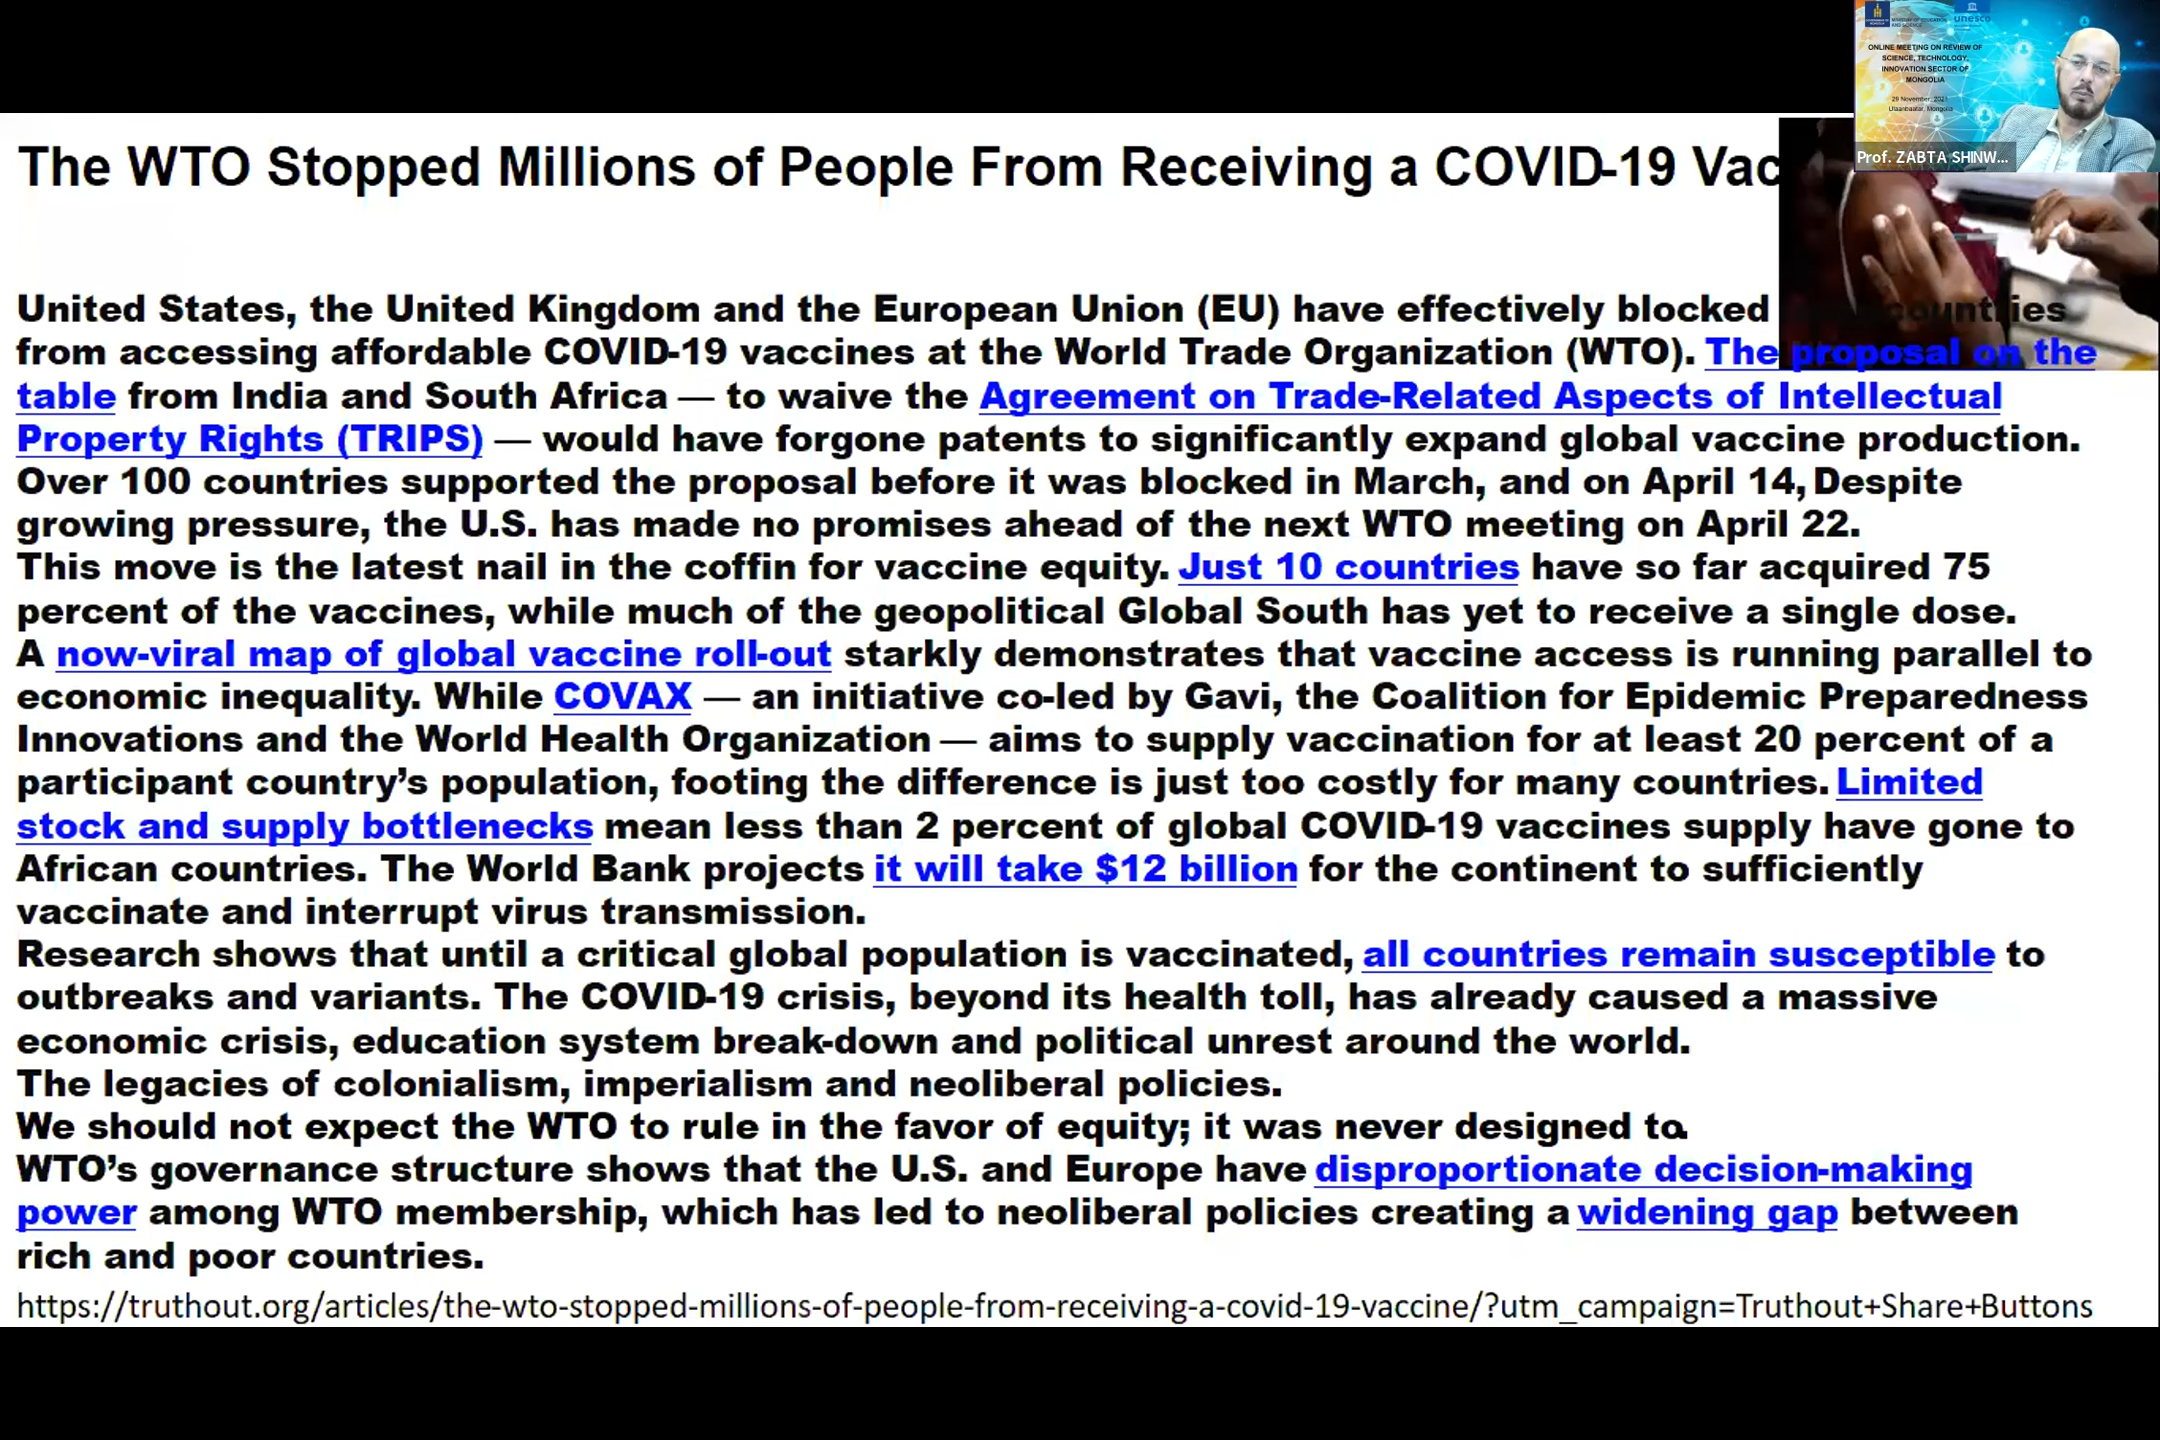 unesco
ONLINE MEETING ON REVIEW OF
SCIENCE, TECHNOLOGY,
INNOVATION SECTOR OF
MONGOLIA
29 November, 2021
Ulaanbaatar, Mongolia
Prof. ZABTA SHINW...
The WTO Stopped Millions of People From Receiving a COVID-19 Vac
United States, the United Kingdom and the European Union (EU) have effectively blocked countries
from accessing affordable COVID-19 vaccines at the World Trade Organization (WTO). The proposal on the
table from India and South Africa — to waive the Agreement on Trade-Related Aspects of Intellectual
Property Rights (TRIPS) — would have forgone patents to significantly expand global vaccine production.
Over 100 countries supported the proposal before it was blocked in March, and on April 14, Despite
growing pressure, the U.S. has made no promises ahead of the next WTO meeting on April 22.
This move is the latest nail in the coffin for vaccine equity. Just 10 countries have so far acquired 75
percent of the vaccines, while much of the geopolitical Global South has yet to receive a single dose.
A now-viral map of global vaccine roll-out starkly demonstrates that vaccine access is running parallel to
economic inequality. While COVAX — an initiative co-led by Gavi, the Coalition for Epidemic Preparedness
Innovations and the World Health Organization — aims to supply vaccination for at least 20 percent of a
participant country’s population, footing the difference is just too costly for many countries. Limited
stock and supply bottlenecks mean less than 2 percent of global COVID-19 vaccines supply have gone to
African countries. The World Bank projects it will take $12 billion for the continent to sufficiently
vaccinate and interrupt virus transmission.
Research shows that until a critical global population is vaccinated, all countries remain susceptible to
outbreaks and variants. The COVID-19 crisis, beyond its health toll, has already caused a massive
economic crisis, education system break-down and political unrest around the world.
The legacies of colonialism, imperialism and neoliberal policies.
We should not expect the WTO to rule in the favor of equity; it was never designed to.
WTO’s governance structure shows that the U.S. and Europe have disproportionate decision-making
power among WTO membership, which has led to neoliberal policies creating a widening gap between
rich and poor countries.
https://truthout.org/articles/the-wto-stopped-millions-of-people-from-receiving-a-covid-19-vaccine/?utm_campaign=Truthout+Share+Buttons